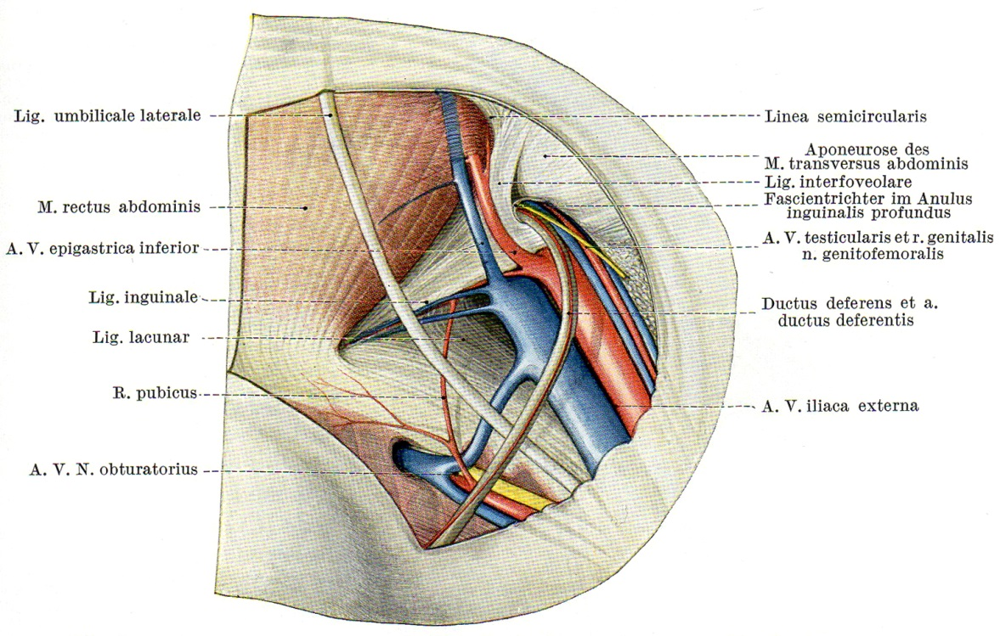 Lig. umbilicale laterale
M. rectus abdominis
A. V. epigastrica inferior
Lig. inguinale
Lig. lacunar
R. pubicus
A. V. N. obturatorius
Linea semicircularis
Aponeurose des
M. transversus abdominis
Lig. interfoveolare
Fascientrichter im Anulus
inguinalis profundus
A. V. testicularis et r. genitalis
n. genitofemoralis
Ductus deferens et a.
ductus deferentis
A. V. iliaca externa